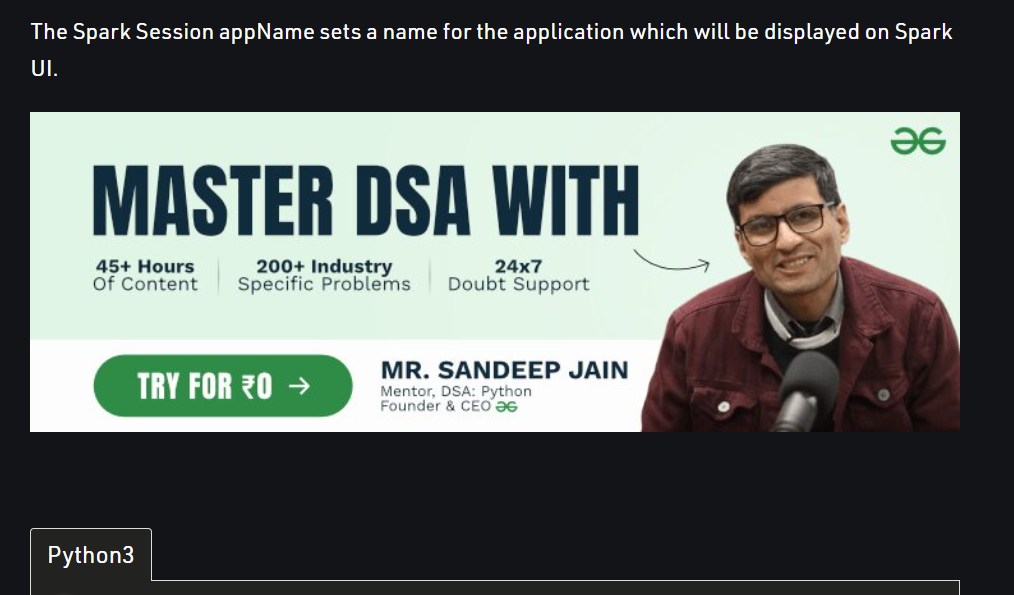 The Spark Session appName sets a name for the application which will be displayed on Spark
UI.
MASTER DSA WITH
45+ Hours
Of Content
200+ Industry
Specific Problems
24x7
Doubt Support
TRY FOR ₹0 →
MR. SANDEEP JAIN
Mentor, DSA: Python
Founder & CEO
Python3